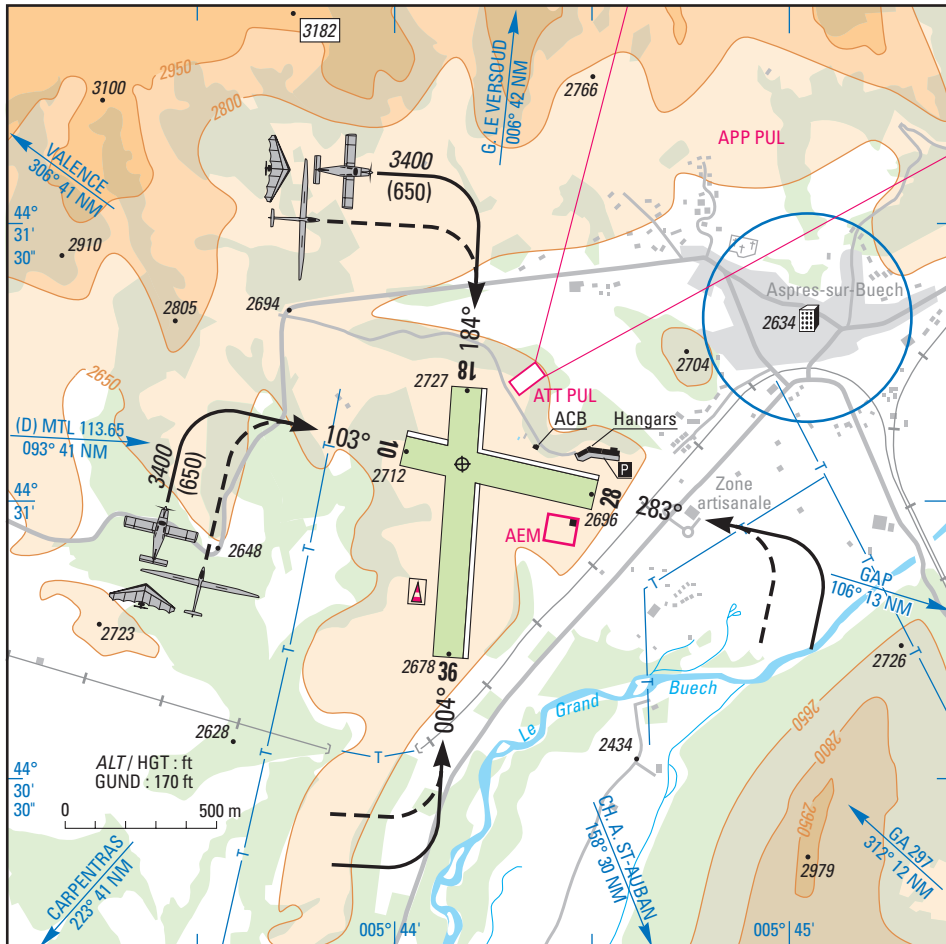 3182
2950
3100
2800
2766
G. LE VERSOUD
006° 42 NM
APP PUL
VALENCE
306° 41 NM
3400
(650)
44°
31'
30"
2910
Aspres-sur-Buech
2634
2805
2694
184°
18
2704
2650
2727
ATT PUL
ACB
Hangars
(D) MTL 113.65
093° 41 NM
103°
10
2712
P
3400
(650)
28
2696
283°
Zone
artisanale
44°
31'
AEM
2648
T
GAP
106° 13 NM
2723
2678
36
2726
004°
Le Grand Buech
2650
2800
2950
2628
2434
ALT / HGT : ft
GUND : 170 ft
44°
30'
30"
0 500 m
CH. A. ST-AUBAN
158° 30 NM
GA 297
312° 12 NM
2979
CARPENTRAS
223° 41 NM
005° 44'
005° 45'